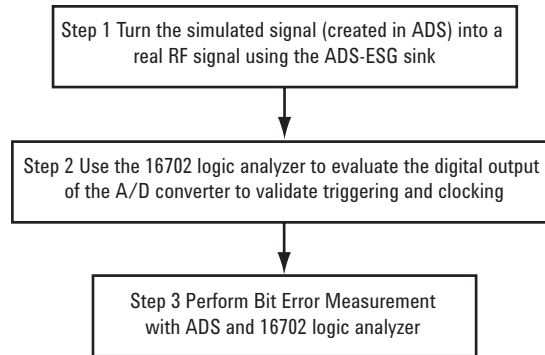 Step 1 Turn the simulated signal (created in ADS) into a
real RF signal using the ADS-ESG sink
Step 2 Use the 16702 logic analyzer to evaluate the digital output
of the A/D converter to validate triggering and clocking
Step 3 Perform Bit Error Measurement
with ADS and 16702 logic analyzer